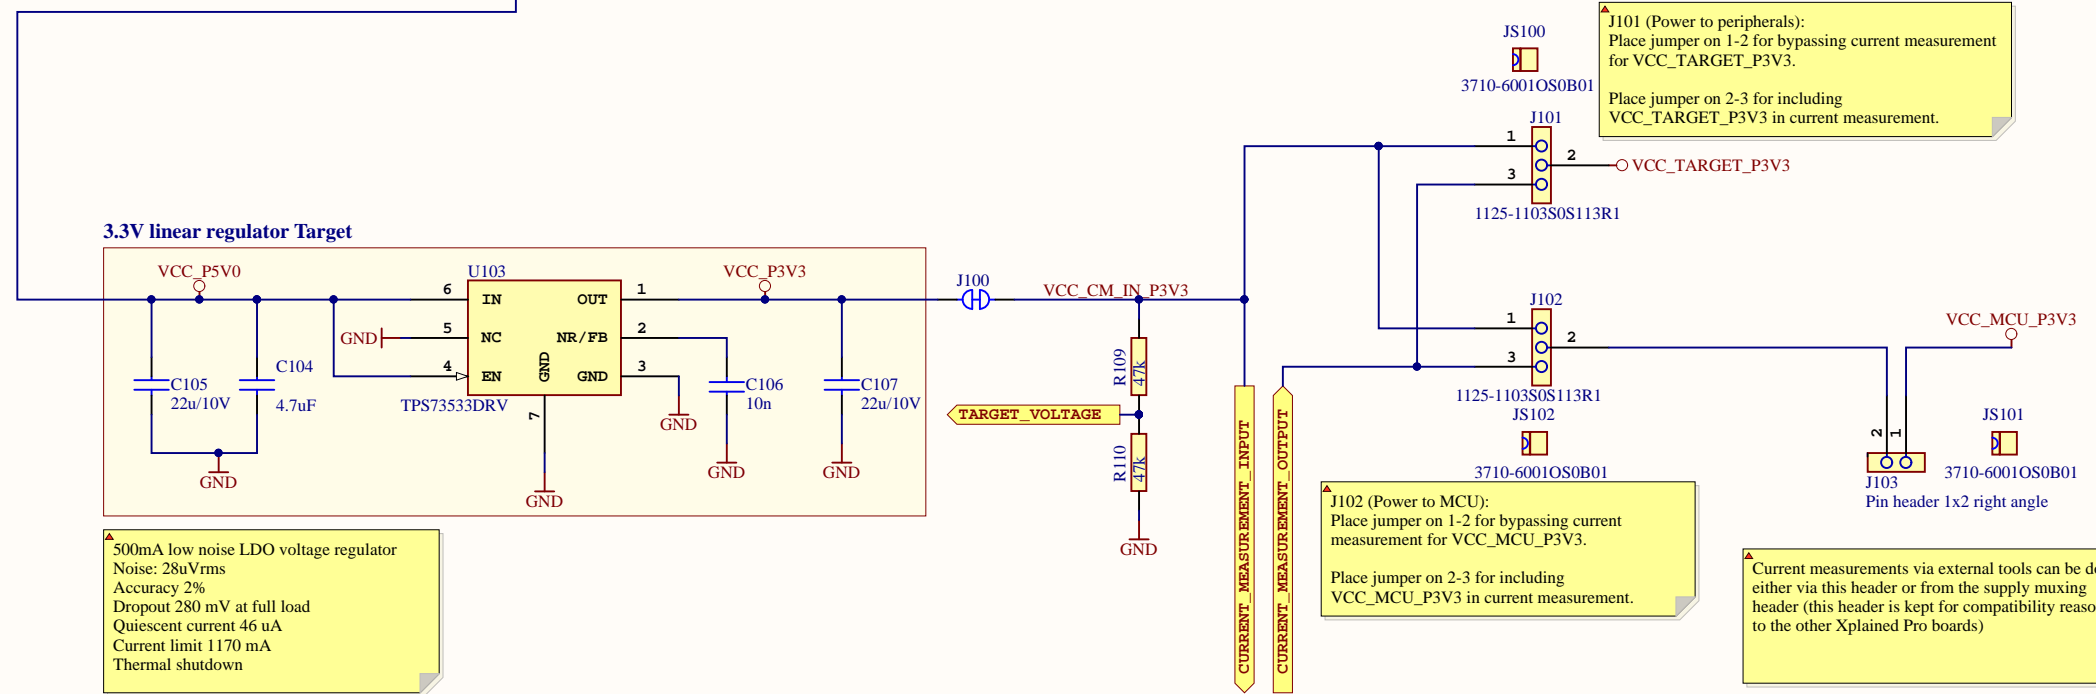 JS100
3710-6001OS0B01
J101 (Power to peripherals):
Place jumper on 1-2 for bypassing current measurement
for VCC_TARGET_P3V3.
Place jumper on 2-3 for including
VCC_TARGET_P3V3 in current measurement.
J101
1
2
3
VCC_TARGET_P3V3
1125-1103S0S113R1
3.3V linear regulator Target
VCC_P5V0
U103
VCC_P3V3
6
IN
OUT
1
GND
5
NC
NR/FB
2
4
EN
GND
GND
3
7
TPS73533DRV
C105
22u/10V
C104
4.7uF
C106
10n
C107
22u/10V
GND
GND
GND
GND
GND
J100
VCC_CM_IN_P3V3
R109
47k
TARGET_VOLTAGE
R110
47k
GND
CURRENT_MEASUREMENT_INPUT
CURRENT_MEASUREMENT_OUTPUT
J102
1
2
3
1125-1103S0S113R1
JS102
3710-6001OS0B01
VCC_MCU_P3V3
2
1
J103
Pin header 1x2 right angle
JS101
3710-6001OS0B01
500mA low noise LDO voltage regulator
Noise: 28uVrms
Accuracy 2%
Dropout 280 mV at full load
Quiescent current 46 uA
Current limit 1170 mA
Thermal shutdown
J102 (Power to MCU):
Place jumper on 1-2 for bypassing current
measurement for VCC_MCU_P3V3.
Place jumper on 2-3 for including
VCC_MCU_P3V3 in current measurement.
Current measurements via external tools can be
either via this header or from the supply muxing
header (this header is kept for compatibility
to the other Xplained Pro boards)